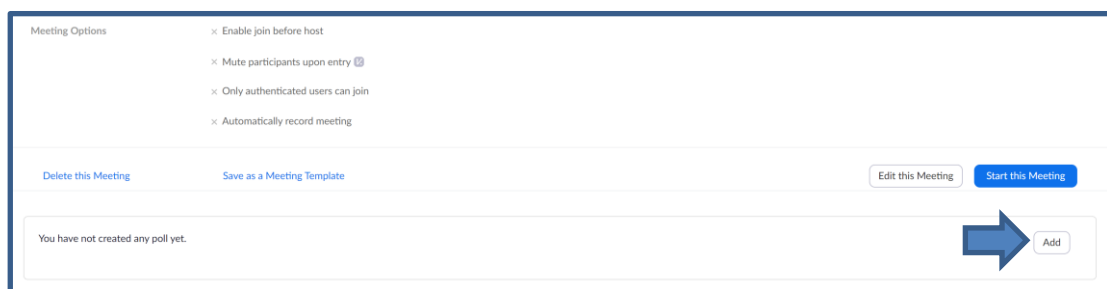 Meeting Options
× Enable join before host
× Mute participants upon entry
× Only authenticated users can join
× Automatically record meeting
Delete this Meeting Save as a Meeting Template Edit this Meeting Start this Meeting
You have not created any poll yet. Add